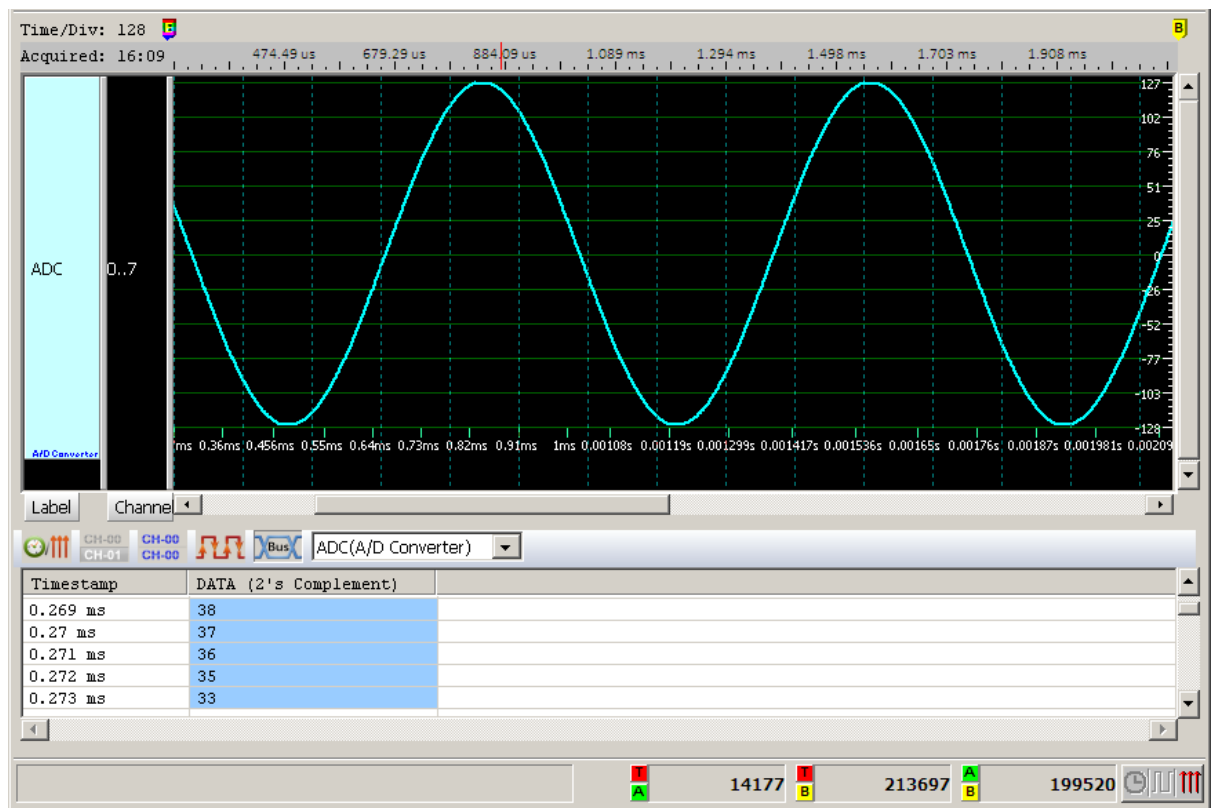 Time/Div: 128
B
Acquired: 16:09 474.49 us 679.29 us 884.09 us 1.089 ms 1.294 ms 1.498 ms 1.703 ms 1.908 ms
127
102
76
51
25
ADC 0..7 0
-26
-52
-77
-103
-128
A/D Converter ms 0.36ms 0.456ms 0.55ms 0.64ms 0.73ms 0.82ms 0.91ms 1ms 0.00108s 0.00119s 0.001299s 0.001417s 0.001536s 0.00165s 0.00176s 0.00187s 0.001981s 0.00209
Label Channel
CH-00 CH-00 Bus ADC(A/D Converter)
CH-01 CH-00
Timestamp DATA (2's Complement)
0.269 ms 38
0.27 ms 37
0.271 ms 36
0.272 ms 35
0.273 ms 33
T A 14177 T B 213697 A B 199520